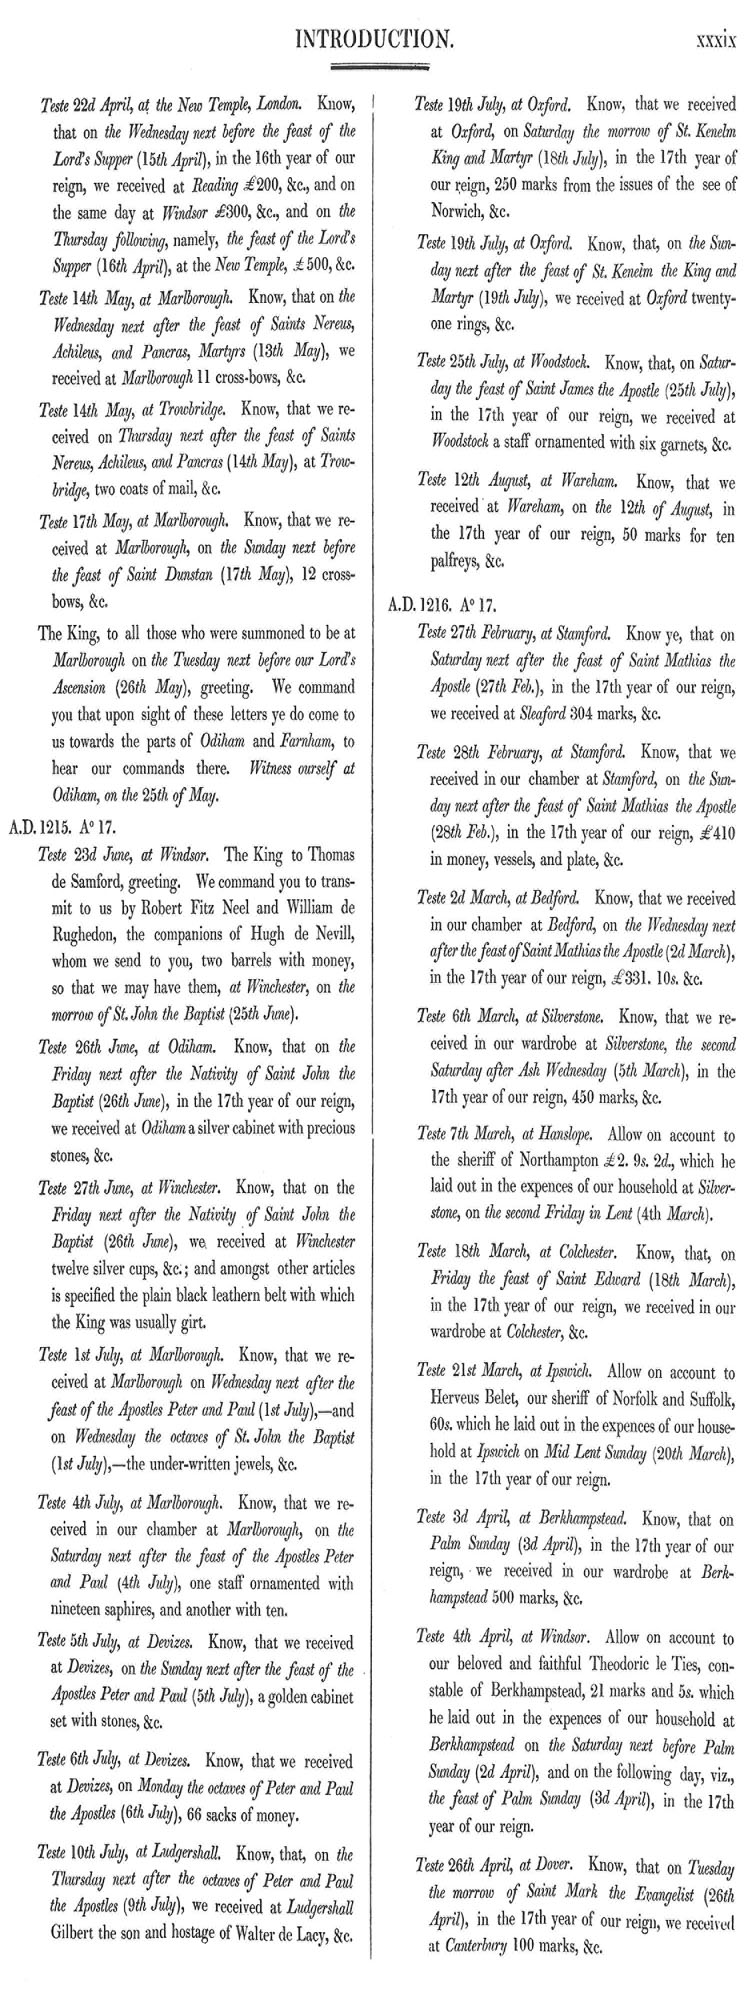 INTRODUCTION.
xxxix
Teste 22d April, at the New Temple, London. Know,
that on the Wednesday next before the feast of the
Lord's Supper (15th April), in the 16th year of our
reign, we received at Reading £200, &c., and on
the same day at Windsor £300, &c., and on the
Thursday following, namely, the feast of the Lord's
Supper (16th April), at the New Temple, £500, &c.
Teste 14th May, at Marlborough. Know, that on the
Wednesday next after the feast of Saints Nereus,
Achileus, and Pancras, Martyrs (13th May), we
received at Marlborough 11 cross-bows, &c.
Teste 14th May, at Trowbridge. Know, that we re-
ceived on Thursday next after the feast of Saints
Nereus, Achileus, and Pancras (14th May), at Trow-
bridge, two coats of mail, &c.
Teste 17th May, at Marlborough. Know, that we re-
ceived at Marlborough, on the Sunday next before
the feast of Saint Dunstan (17th May), 12 cross-
bows, &c.
The King, to all those who were summoned to be at
Marlborough on the Tuesday next before our Lord's
Ascension (26th May), greeting. We command
you that upon sight of these letters ye do come to
us towards the parts of Odiham and Farnham, to
hear our commands there. Witness ourself at
Odiham, on the 25th of May.
A.D. 1215. Aº 17.
Teste 23d June, at Windsor. The King to Thomas
de Samford, greeting. We command you to trans-
mit to us by Robert Fitz Neel and William de
Rughedon, the companions of Hugh de Nevill,
whom we send to you, two barrels with money,
so that we may have them, at Winchester, on the
morrow of St. John the Baptist (25th June).
Teste 26th June, at Odiham. Know, that on the
Friday next after the Nativity of Saint John the
Baptist (26th June), in the 17th year of our reign,
we received at Odiham a silver cabinet with precious
stones, &c.
Teste 27th June, at Winchester. Know, that on the
Friday next after the Nativity of Saint John the
Baptist (26th June), we received at Winchester
twelve silver cups, &c.; and amongst other articles
is specified the plain black leathern belt with which
the King was usually girt.
Teste 1st July, at Marlborough. Know, that we re-
ceived at Marlborough on Wednesday next after the
feast of the Apostles Peter and Paul (1st July),—and
on Wednesday the octaves of St. John the Baptist
(1st July),—the under-written jewels, &c.
Teste 4th July, at Marlborough. Know, that we re-
ceived in our chamber at Marlborough, on the
Saturday next after the feast of the Apostles Peter
and Paul (4th July), one staff ornamented with
nineteen saphires, and another with ten.
Teste 5th July, at Devizes. Know, that we received
at Devizes, on the Sunday next after the feast of the
Apostles Peter and Paul (5th July), a golden cabinet
set with stones, &c.
Teste 6th July, at Devizes. Know, that we received
at Devizes, on Monday the octaves of Peter and Paul
the Apostles (6th July), 66 sacks of money.
Teste 10th July, at Ludgershall. Know, that, on the
Thursday next after the octaves of Peter and Paul
the Apostles (9th July), we received at Ludgershall
Gilbert the son and hostage of Walter de Lacy, &c.
Teste 19th July, at Oxford. Know, that we received
at Oxford, on Saturday the morrow of St. Kenelm
King and Martyr (18th July), in the 17th year of
our reign, 250 marks from the issues of the see of
Norwich, &c.
Teste 19th July, at Oxford. Know, that, on the Sun-
day next after the feast of St. Kenelm the King and
Martyr (19th July), we received at Oxford twenty-
one rings, &c.
Teste 25th July, at Woodstock. Know, that, on Satur-
day the feast of Saint James the Apostle (25th July),
in the 17th year of our reign, we received at
Woodstock a staff ornamented with six garnets, &c.
Teste 12th August, at Wareham. Know, that we
received at Wareham, on the 12th of August, in
the 17th year of our reign, 50 marks for ten
palfreys, &c.
A.D. 1216. Aº 17.
Teste 27th February, at Stamford. Know ye, that on
Saturday next after the feast of Saint Mathias the
Apostle (27th Feb.), in the 17th year of our reign,
we received at Sleaford 304 marks, &c.
Teste 28th February, at Stamford. Know, that we
received in our chamber at Stamford, on the Sun-
day next after the feast of Saint Mathias the Apostle
(28th Feb.), in the 17th year of our reign, £410
in money, vessels, and plate, &c.
Teste 2d March, at Bedford. Know, that we received
in our chamber at Bedford, on the Wednesday next
after the feast of Saint Mathias the Apostle (2d March),
in the 17th year of our reign, £331. 10s. &c.
Teste 6th March, at Silverstone. Know, that we re-
ceived in our wardrobe at Silverstone, the second
Saturday after Ash Wednesday (5th March), in the
17th year of our reign, 450 marks, &c.
Teste 7th March, at Hanslope. Allow on account to
the sheriff of Northampton £2. 9s. 2d., which he
laid out in the expences of our household at Silver-
stone, on the second Friday in Lent (4th March).
Teste 18th March, at Colchester. Know, that, on
Friday the feast of Saint Edward (18th March),
in the 17th year of our reign, we received in our
wardrobe at Colchester, &c.
Teste 21st March, at Ipswich. Allow on account to
Herveus Belet, our sheriff of Norfolk and Suffolk,
60s. which he laid out in the expences of our house-
hold at Ipswich on Mid Lent Sunday (20th March),
in the 17th year of our reign.
Teste 3d April, at Berkhampstead. Know, that on
Palm Sunday (3d April), in the 17th year of our
reign, we received in our wardrobe at Berk-
hampstead 500 marks, &c.
Teste 4th April, at Windsor. Allow on account to
our beloved and faithful Theodoric le Ties, con-
stable of Berkhampstead, 21 marks and 5s. which
he laid out in the expences of our household at
Berkhampstead on the Saturday next before Palm
Sunday (2d April), and on the following day, viz.,
the feast of Palm Sunday (3d April), in the 17th
year of our reign.
Teste 26th April, at Dover. Know, that on Tuesday
the morrow of Saint Mark the Evangelist (26th
April), in the 17th year of our reign, we received
at Canterbury 100 marks, &c.